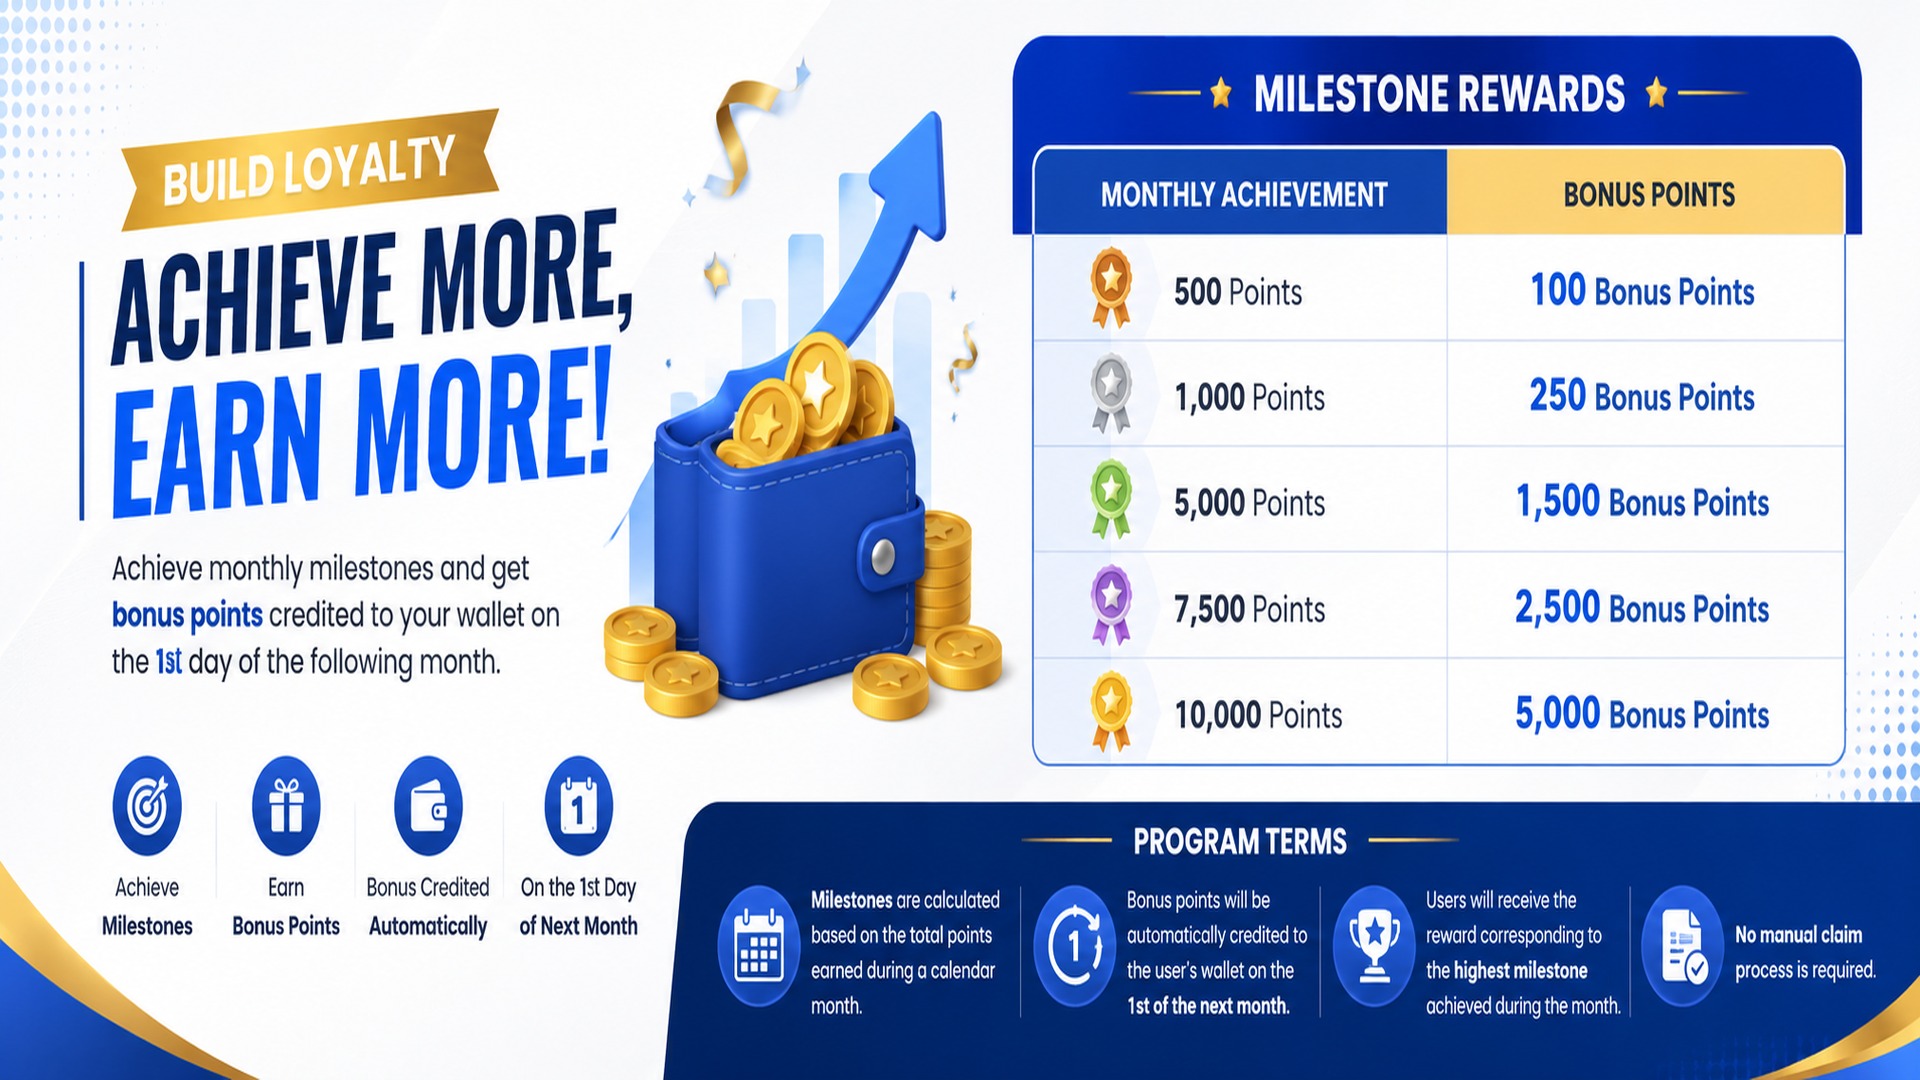 BUILD LOYALTY
ACHIEVE MORE,
EARN MORE!
Achieve monthly milestones and get
bonus points credited to your wallet on
the 1st day of the following month.
Achieve
Milestones
Earn
Bonus Points
Bonus Credited
Automatically
1
On the 1st Day
of Next Month
MILESTONE REWARDS
MONTHLY ACHIEVEMENT
BONUS POINTS
500 Points
100 Bonus Points
1,000 Points
250 Bonus Points
5,000 Points
1,500 Bonus Points
7,500 Points
2,500 Bonus Points
10,000 Points
5,000 Bonus Points
PROGRAM TERMS
Milestones are calculated
based on the total points
earned during a calendar
month.
1
Bonus points will be
automatically credited to
the user's wallet on the
1st of the next month.
Users will receive the
reward corresponding to
the highest milestone
achieved during the month.
No manual claim
process is required.